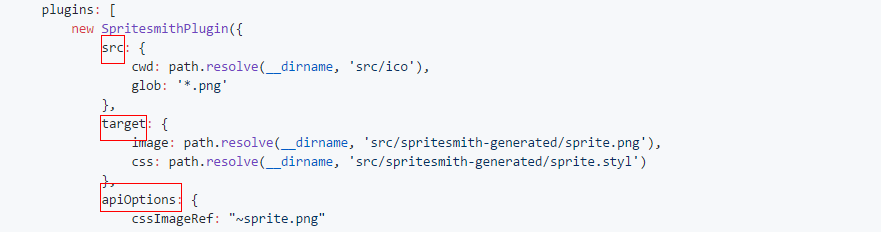 plugins: [
new SpritesmithPlugin({
src: {
cwd: path.resolve(__dirname, 'src/ico'),
glob: '*.png'
},
target: {
image: path.resolve(__dirname, 'src/spritesmith-generated/sprite.png'),
css: path.resolve(__dirname, 'src/spritesmith-generated/sprite.styl')
},
apiOptions: {
cssImageRef: "~sprite.png"